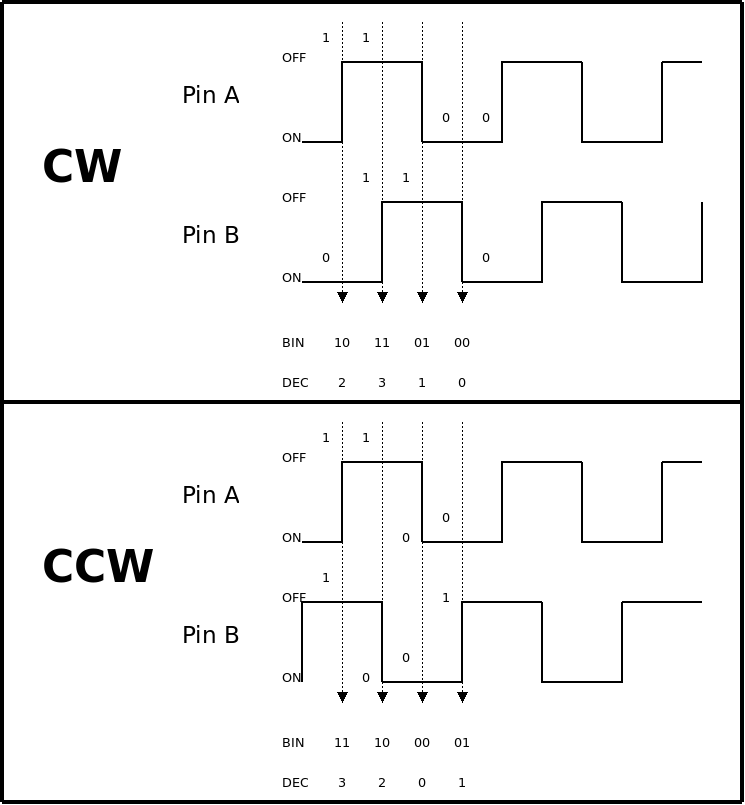 1 1
OFF
Pin A
0 0
ON
CW
1 1
OFF
Pin B
0 0
ON
BIN 10 11 01 00
DEC 2 3 1 0
1 1
OFF
Pin A
0
ON 0
CCW
1
OFF 1
Pin B
0
ON 0
BIN 11 10 00 01
DEC 3 2 0 1